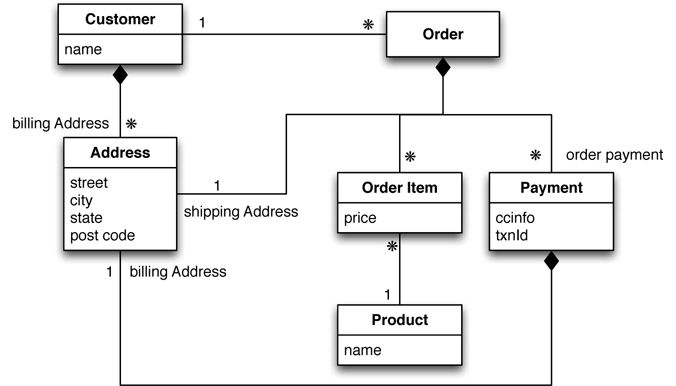 Customer
name
1
*
Order
billing Address
*
Address
street
city
state
post code
1
shipping Address
*
Order Item
price
*
order payment
Payment
ccinfo
txnId
1
billing Address
*
1
Product
name